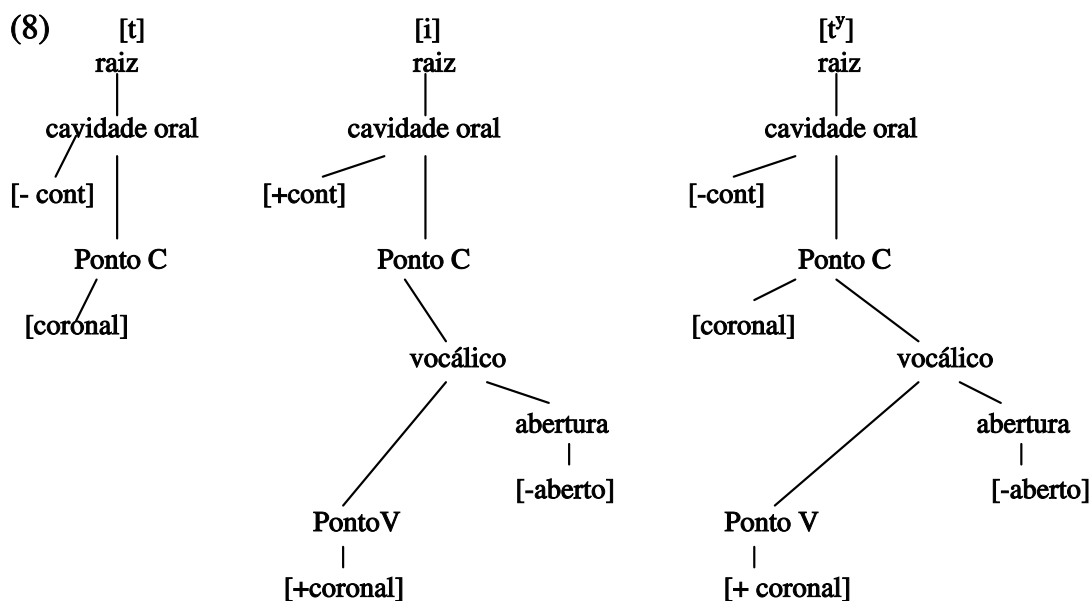 (8) [t] [i] [tʸ]
raiz raiz raiz
cavidade oral cavidade oral cavidade oral
[- cont] [+cont] [-cont]
Ponto C Ponto C Ponto C
[coronal] [coronal]
vocálico vocálico
abertura abertura
[-aberto] [-aberto]
PontoV Ponto V
[+coronal] [+ coronal]